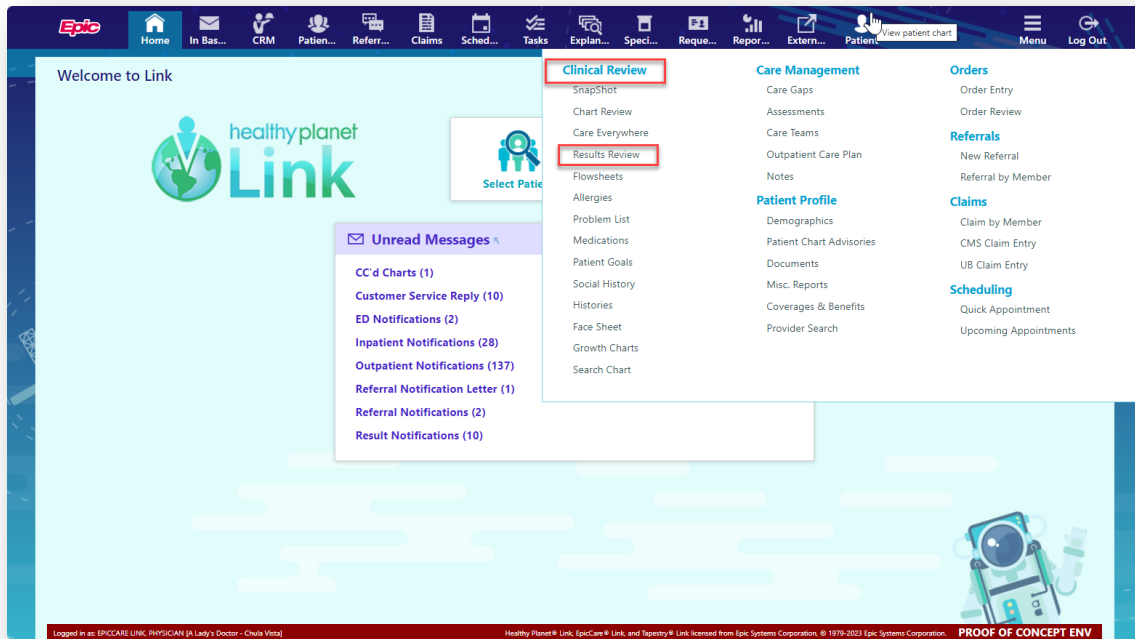 Epic
Home
In Bas...
CRM
Patien...
Referr...
Claims
Sched...
Tasks
Explan...
Speci...
Reque...
Repor...
Extern...
Patient
View patient chart
Menu
Log Out
Welcome to Link
healthy planet
Link
Select Patie
Unread Messages
CC'd Charts (1)
Customer Service Reply (10)
ED Notifications (2)
Inpatient Notifications (28)
Outpatient Notifications (137)
Referral Notification Letter (1)
Referral Notifications (2)
Result Notifications (10)
Clinical Review
SnapShot
Chart Review
Care Everywhere
Results Review
Flowsheets
Allergies
Problem List
Medications
Patient Goals
Social History
Histories
Face Sheet
Growth Charts
Search Chart
Care Management
Care Gaps
Assessments
Care Teams
Outpatient Care Plan
Notes
Patient Profile
Demographics
Patient Chart Advisories
Documents
Misc. Reports
Coverages & Benefits
Provider Search
Orders
Order Entry
Order Review
Referrals
New Referral
Referral by Member
Claims
Claim by Member
CMS Claim Entry
UB Claim Entry
Scheduling
Quick Appointment
Upcoming Appointments
Logged in as: EPICCARE LINK, PHYSICIAN [A Lady's Doctor - Chula Vista]
Healthy Planet® Link, EpicCare® Link, and Tapestry® Link licensed from Epic Systems Corporation, © 1979-2023 Epic Systems Corporation.
PROOF OF CONCEPT ENV